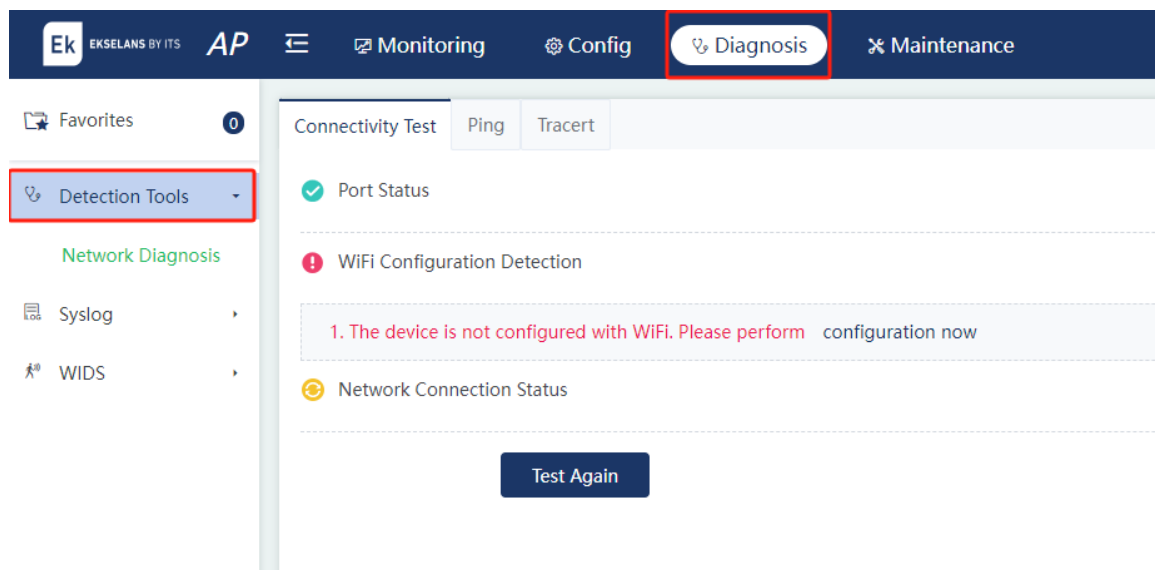 Ek EKSELANS BY ITS AP Monitoring Config Diagnosis Maintenance
Favorites 0
Connectivity Test Ping Tracert
Detection Tools
Port Status
Network Diagnosis
WiFi Configuration Detection
Syslog
1. The device is not configured with WiFi. Please perform configuration now
WIDS
Network Connection Status
Test Again